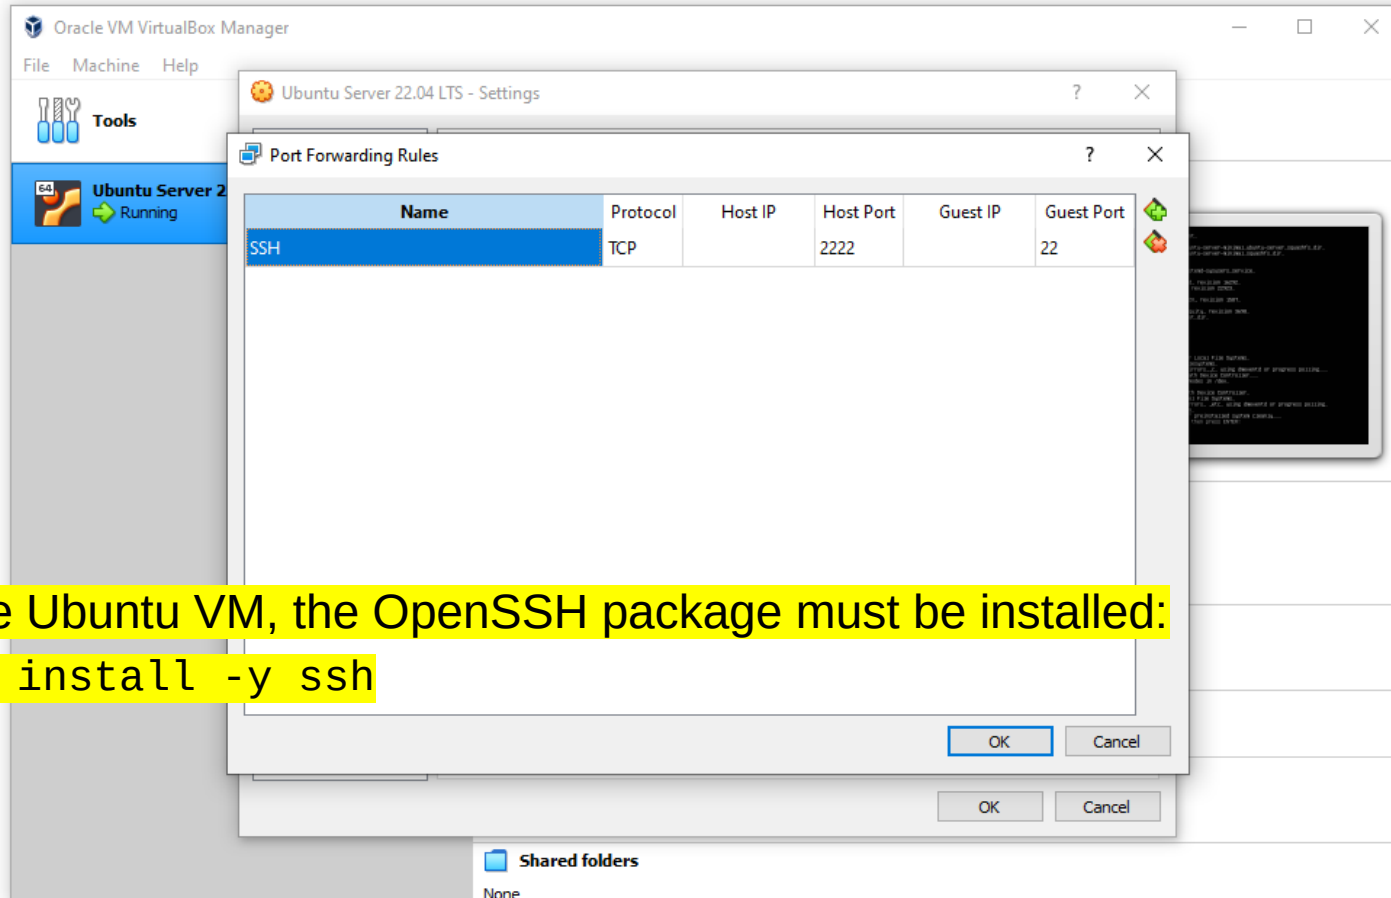 Oracle VM VirtualBox Manager
File Machine Help
Ubuntu Server 22.04 LTS - Settings
Tools
Port Forwarding Rules
64
Ubuntu Server 2
Running
Name Protocol Host IP Host Port Guest IP Guest Port
SSH TCP 2222 22
e Ubuntu VM, the OpenSSH package must be installed:
install -y ssh
OK Cancel
OK Cancel
Shared folders
None